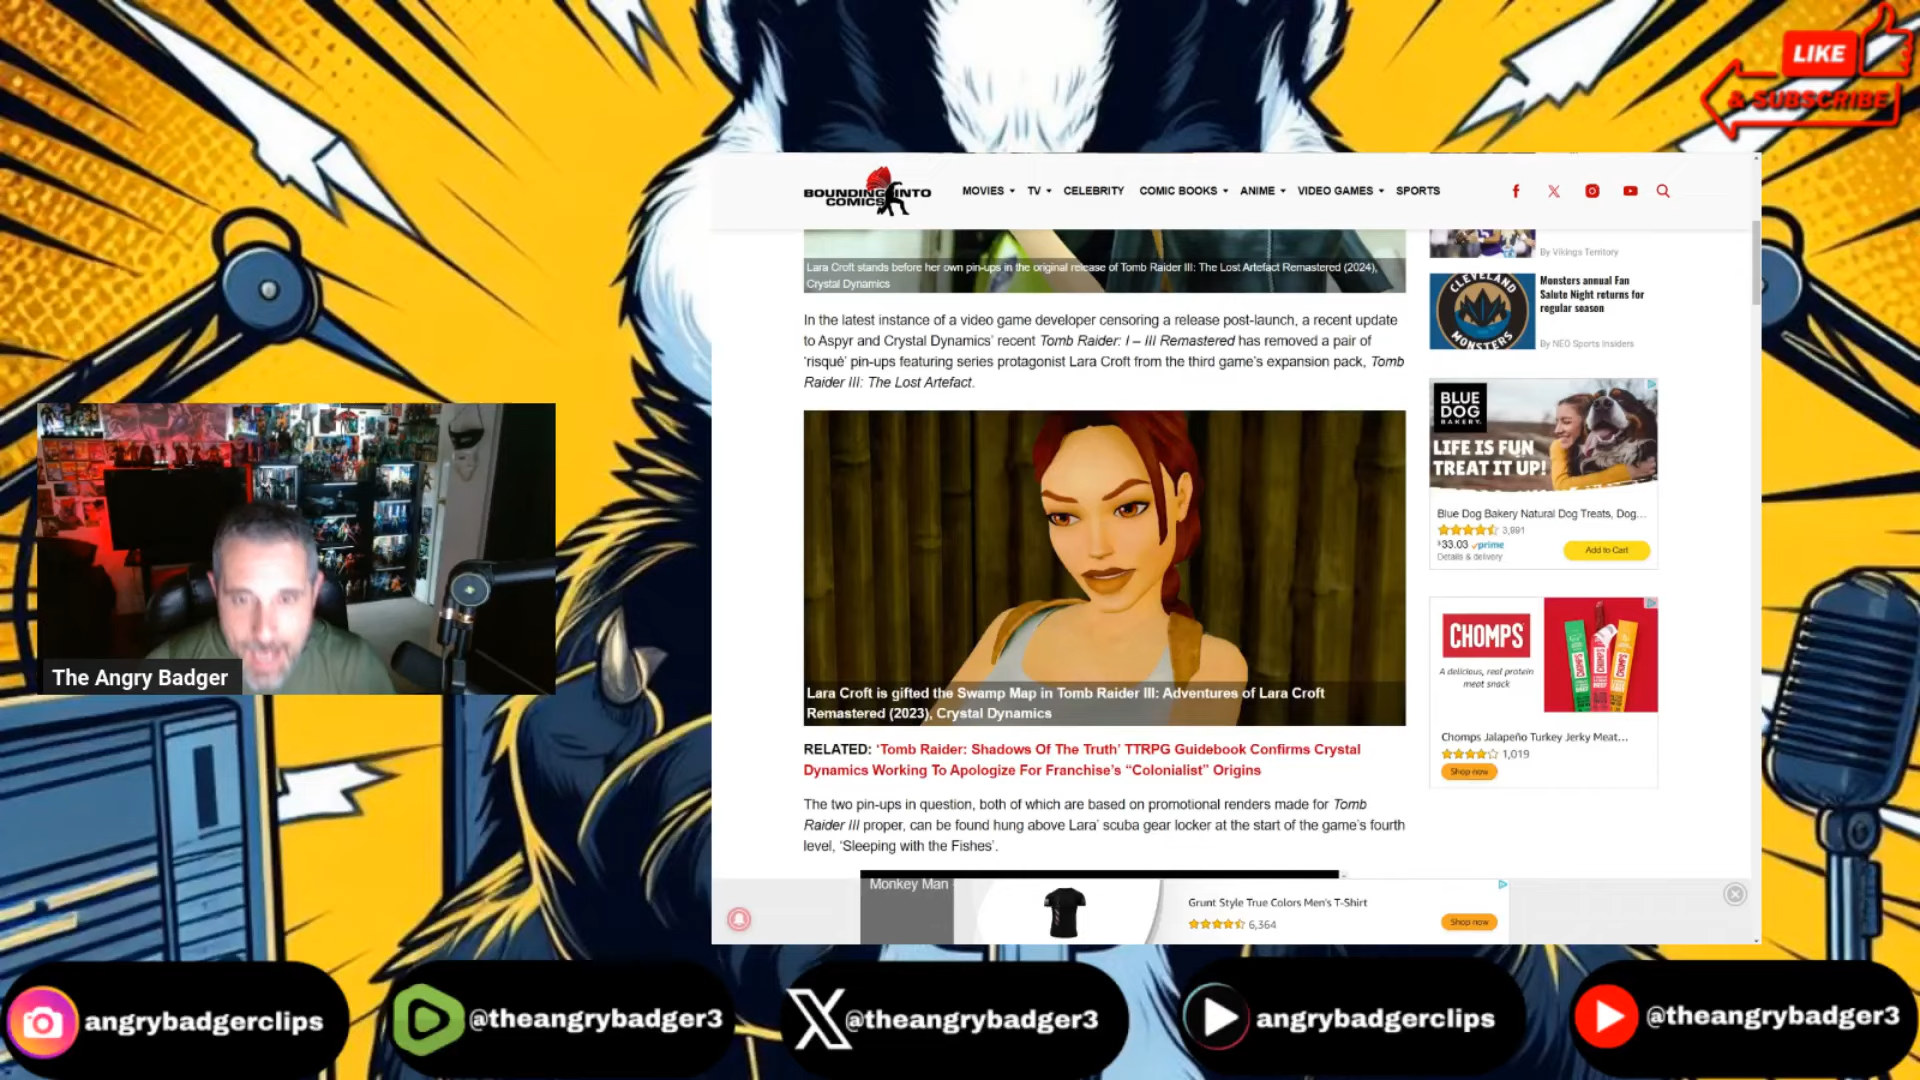 LIKE
& SUBSCRIBE
BOUNDING INTO
COMICS
MOVIES TV CELEBRITY COMIC BOOKS ANIME VIDEO GAMES SPORTS
Lara Croft stands before her own pin-ups in the original release of Tomb Raider III: The Lost Artefact Remastered (2024),
Crystal Dynamics
In the latest instance of a video game developer censoring a release post-launch, a recent update
to Aspyr and Crystal Dynamics' recent Tomb Raider: I – III Remastered has removed a pair of
'risqué' pin-ups featuring series protagonist Lara Croft from the third game's expansion pack, Tomb
Raider III: The Lost Artefact.
Lara Croft is gifted the Swamp Map in Tomb Raider III: Adventures of Lara Croft
Remastered (2023), Crystal Dynamics
RELATED: 'Tomb Raider: Shadows Of The Truth' TTRPG Guidebook Confirms Crystal
Dynamics Working To Apologize For Franchise's “Colonialist” Origins
The two pin-ups in question, both of which are based on promotional renders made for Tomb
Raider III proper, can be found hung above Lara' scuba gear locker at the start of the game's fourth
level, 'Sleeping with the Fishes'.
By Vikings Territory
CLEVELAND
MONSTERS
Monsters annual Fan
Salute Night returns for
regular season
By NEO Sports Insiders
BLUE
DOG
BAKERY
LIFE IS FUN
TREAT IT UP!
Blue Dog Bakery Natural Dog Treats, Dog...
3,991
$33.03 prime
Details & delivery
Add to Cart
CHOMPS
A delicious, real protein
meat snack
Chomps Jalapeño Turkey Jerky Meat...
1,019
Shop now
Monkey Man
Grunt Style True Colors Men's T-Shirt
6,364
Shop now
The Angry Badger
angrybadgerclips
@theangrybadger3
@theangrybadger3
angrybadgerclips
@theangrybadger3